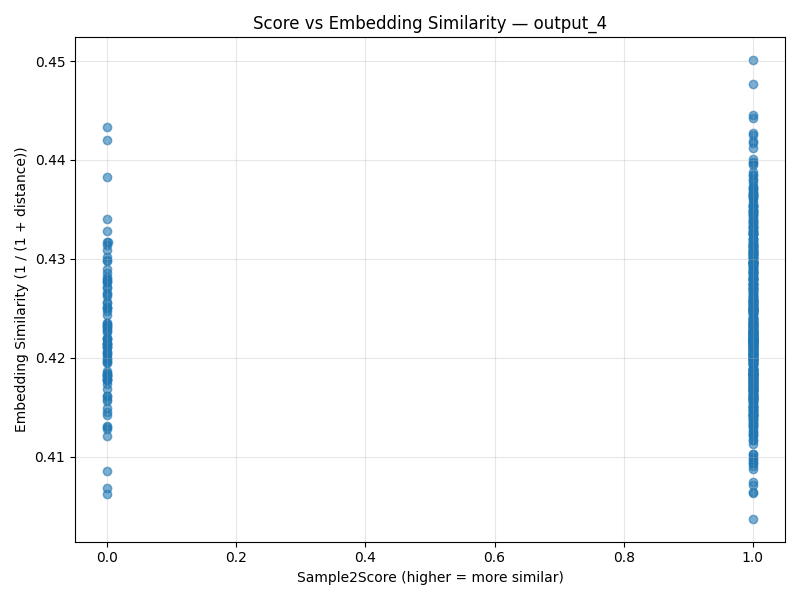 Score vs Embedding Similarity — output_4
Embedding Similarity (1 / (1 + distance))
0.45
0.44
0.43
0.42
0.41
0.0 0.2 0.4 0.6 0.8 1.0
Sample2Score (higher = more similar)